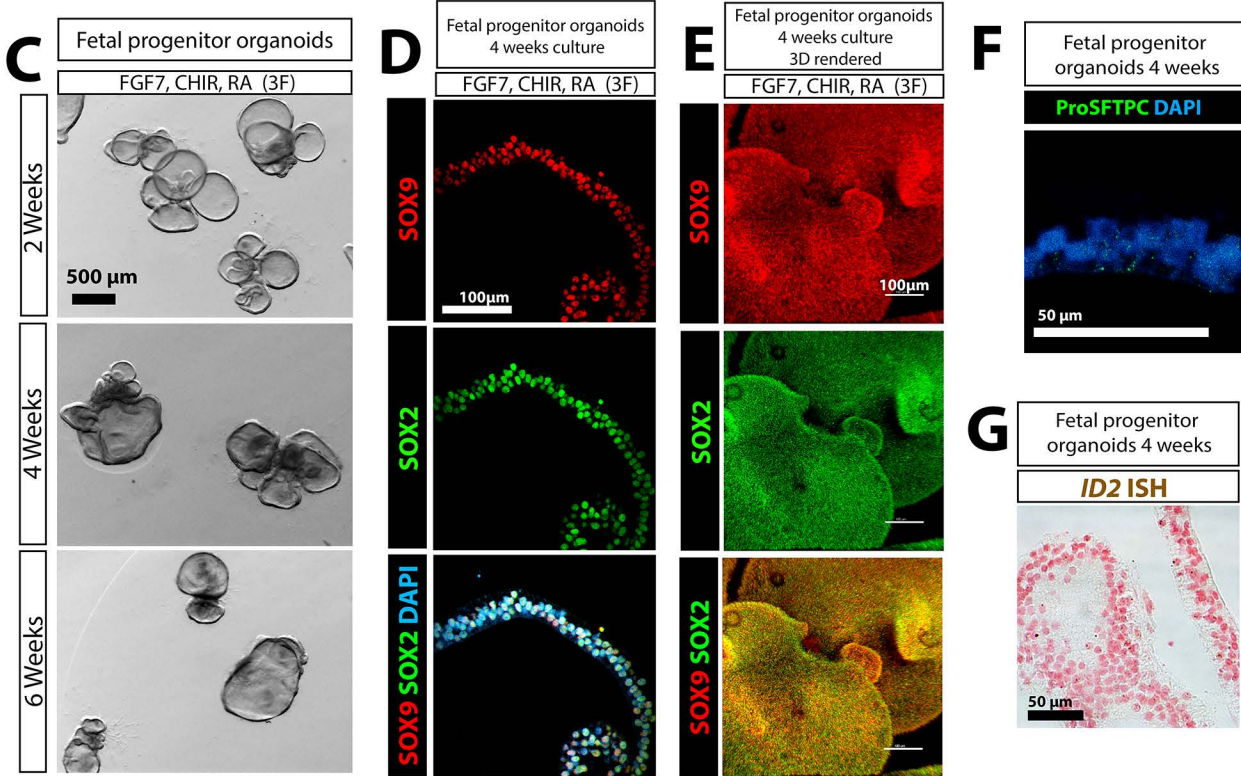 C
Fetal progenitor organoids
FGF7, CHIR, RA (3F)
2 Weeks
500 µm
4 Weeks
6 Weeks
D
Fetal progenitor organoids
4 weeks culture
FGF7, CHIR, RA (3F)
SOX9
100µm
SOX2
SOX9 SOX2 DAPI
E
Fetal progenitor organoids
4 weeks culture
3D rendered
FGF7, CHIR, RA (3F)
SOX9
100µm
SOX2
SOX9 SOX2
F
Fetal progenitor
organoids 4 weeks
ProSFTPC DAPI
50 µm
G
Fetal progenitor
organoids 4 weeks
ID2 ISH
50 µm